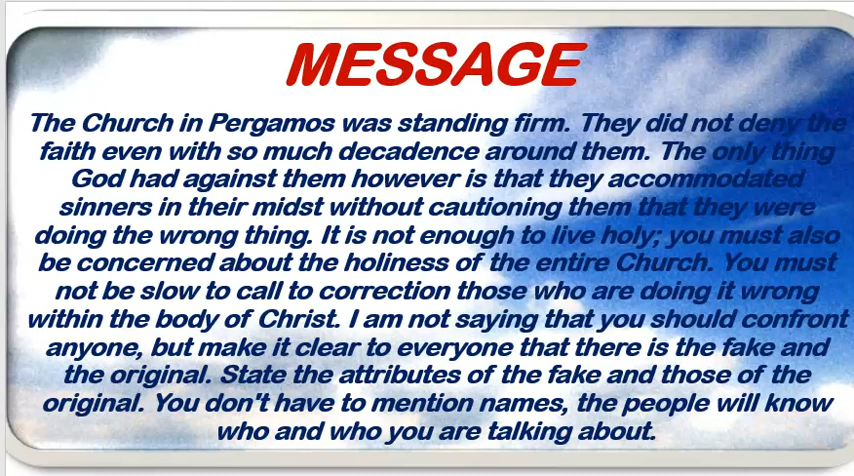 MESSAGE
The Church in Pergamos was standing firm. They did not deny the
faith even with so much decadence around them. The only thing
God had against them however is that they accommodated
sinners in their midst without cautioning them that they were
doing the wrong thing. It is not enough to live holy; you must also
be concerned about the holiness of the entire Church. You must
not be slow to call to correction those who are doing it wrong
within the body of Christ. I am not saying that you should confront
anyone, but make it clear to everyone that there is the fake and
the original. State the attributes of the fake and those of the
original. You don't have to mention names, the people will know
who and who you are talking about.